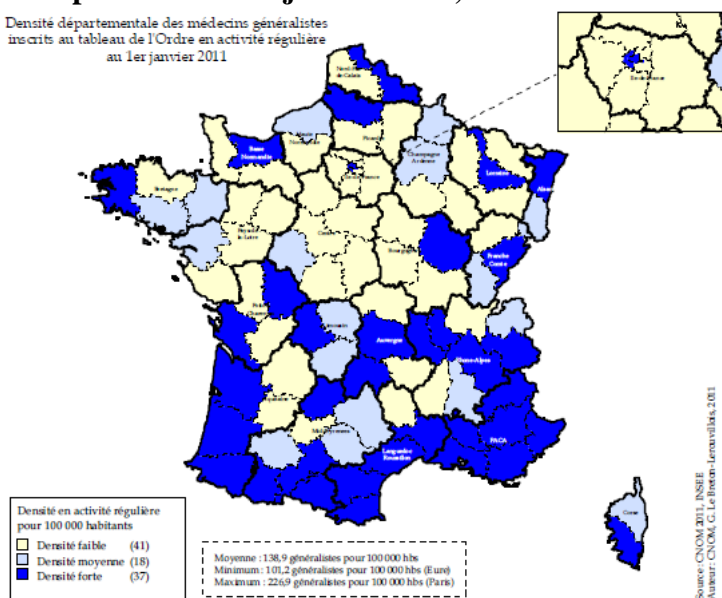 Densité départementale des médecins généralistes
inscrits au tableau de l'Ordre en activité régulière
au 1er janvier 2011
Nord-Pas
de-Calais
Haute
Normandie
Picardie
Basse
Normandie
Ile-de-France
Ile-de-France
Champagne
Ardenne
Lorraine
Alsace
Bretagne
Pays-de
la-Loire
Centre
Bourgogne
Franche
Comté
Poitou
Charentes
Limousin
Auvergne
Rhône-Alpes
Aquitaine
Midi-Pyrénées
Languedoc
Roussillon
PACA
Corse
Densité en activité régulière
pour 100 000 habitants
Densité faible (41)
Densité moyenne (18)
Densité forte (37)
Moyenne : 138,9 généralistes pour 100 000 hbs
Minimum : 101,2 généralistes pour 100 000 hbs (Eure)
Maximum : 226,9 généralistes pour 100 000 hbs (Paris)
Source : CNOM 2011, INSEE
Auteur : CNOM, G. Le Breton-Lerouvillois, 2011